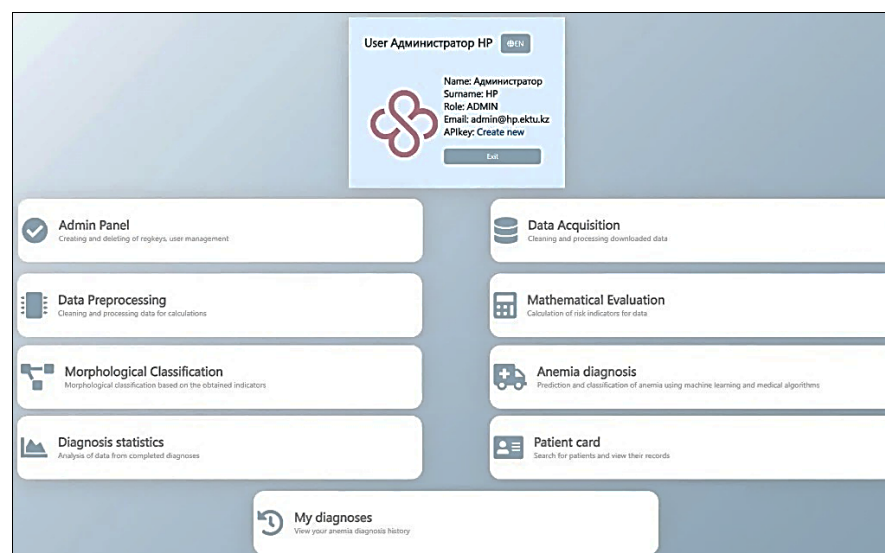 User Администратор HP
EN
Name: Администратор
Surname: HP
Role: ADMIN
Email: admin@hp.ektu.kz
APIkey: Create new
Exit
Admin Panel
Creating and deleting of regkeys, user management
Data Acquisition
Cleaning and processing downloaded data
Data Preprocessing
Cleaning and processing data for calculations
Mathematical Evaluation
Calculation of risk indicators for data
Morphological Classification
Morphological classification based on the obtained indicators
Anemia diagnosis
Prediction and classification of anemia using machine learning and medical algorithms
Diagnosis statistics
Analysis of data from completed diagnoses
Patient card
Search for patients and view their records
My diagnoses
View your anemia diagnosis history